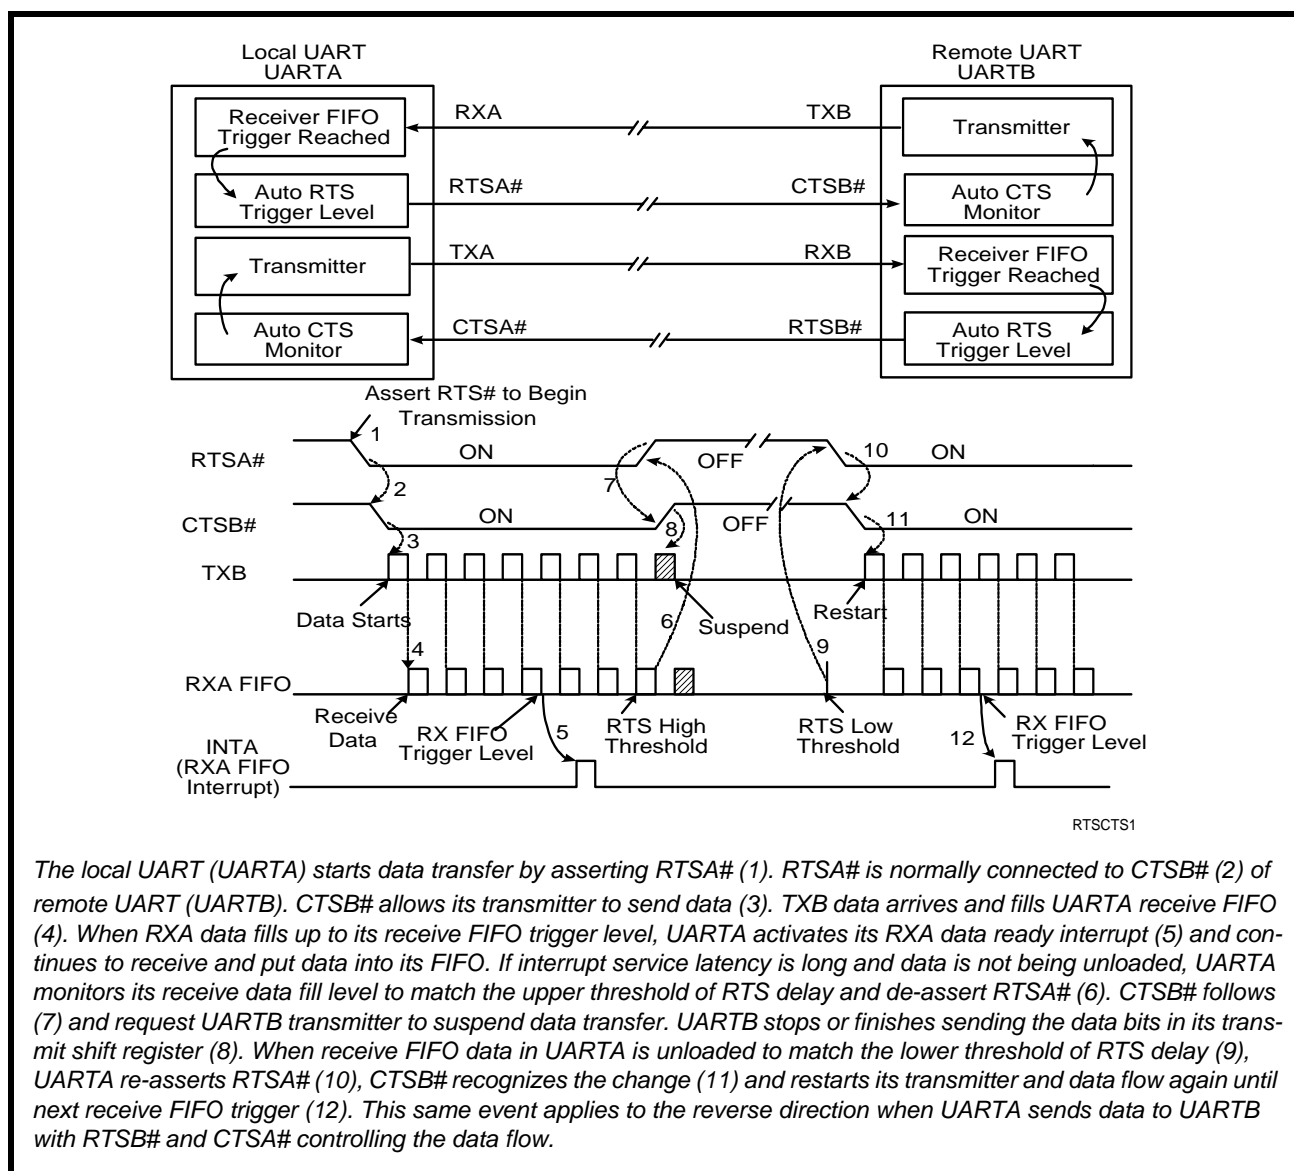 Local UART
UARTA
Remote UART
UARTB
Receiver FIFO
Trigger Reached
RXA
TXB
Transmitter
Auto RTS
Trigger Level
RTSA#
CTSB#
Auto CTS
Monitor
Transmitter
TXA
RXB
Receiver FIFO
Trigger Reached
Auto CTS
Monitor
CTSA#
RTSB#
Auto RTS
Trigger Level
Assert RTS# to Begin
Transmission
RTSA#
1
ON
7
OFF
10
ON
2
CTSB#
ON
8
OFF
11
ON
3
TXB
Data Starts
6
Suspend
Restart
4
9
RXA FIFO
Receive
Data
RX FIFO
Trigger Level
5
RTS High
Threshold
RTS Low
Threshold
12
RX FIFO
Trigger Level
INTA
(RXA FIFO
Interrupt)
RTSCTS1
The local UART (UARTA) starts data transfer by asserting RTSA# (1). RTSA# is normally connected to CTSB# (2) of
remote UART (UARTB). CTSB# allows its transmitter to send data (3). TXB data arrives and fills UARTA receive FIFO
(4). When RXA data fills up to its receive FIFO trigger level, UARTA activates its RXA data ready interrupt (5) and con-
tinues to receive and put data into its FIFO. If interrupt service latency is long and data is not being unloaded, UARTA
monitors its receive data fill level to match the upper threshold of RTS delay and de-assert RTSA# (6). CTSB# follows
(7) and request UARTB transmitter to suspend data transfer. UARTB stops or finishes sending the data bits in its trans-
mit shift register (8). When receive FIFO data in UARTA is unloaded to match the lower threshold of RTS delay (9),
UARTA re-asserts RTSA# (10), CTSB# recognizes the change (11) and restarts its transmitter and data flow again until
next receive FIFO trigger (12). This same event applies to the reverse direction when UARTA sends data to UARTB
with RTSB# and CTSA# controlling the data flow.